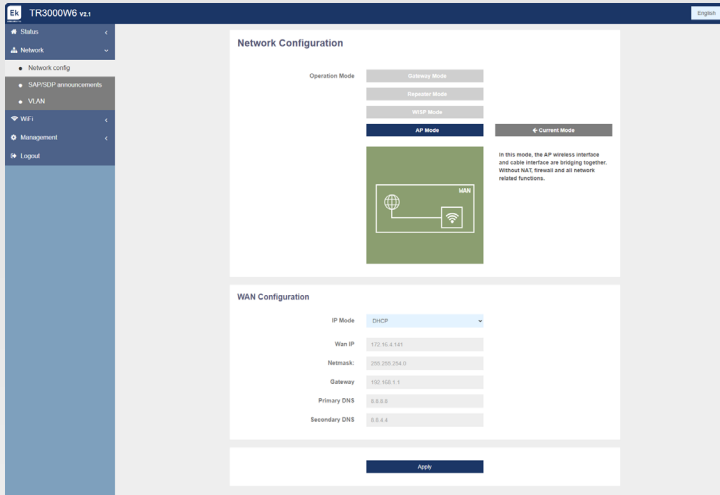 Ek
TR3000W6 V2.1
English
Status
Network
Network config
SAP/SDP announcements
VLAN
WiFi
Management
Logout
Network Configuration
Operation Mode
Gateway Mode
Repeater Mode
WISP Mode
AP Mode
Current Mode
In this mode, the AP wireless interface
and cable interface are bridging together.
Without NAT, firewall and all network
related functions.
WAN
WAN Configuration
IP Mode DHCP
Wan IP 172.16.4.141
Netmask: 255.255.254.0
Gateway 192.168.1.1
Primary DNS 8.8.8.8
Secondary DNS 8.8.4.4
Apply